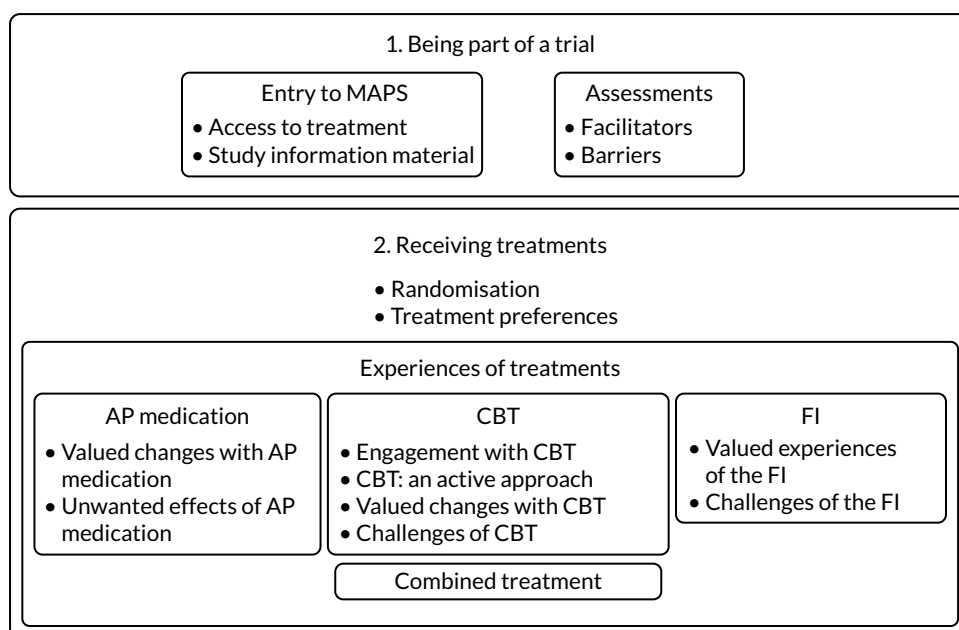 1. Being part of a trial
Entry to MAPS
• Access to treatment
• Study information material
Assessments
• Facilitators
• Barriers
2. Receiving treatments
• Randomisation
• Treatment preferences
Experiences of treatments
AP medication
• Valued changes with AP
medication
• Unwanted effects of AP
medication
CBT
• Engagement with CBT
• CBT: an active approach
• Valued changes with CBT
• Challenges of CBT
FI
• Valued experiences
of the FI
• Challenges of the FI
Combined treatment